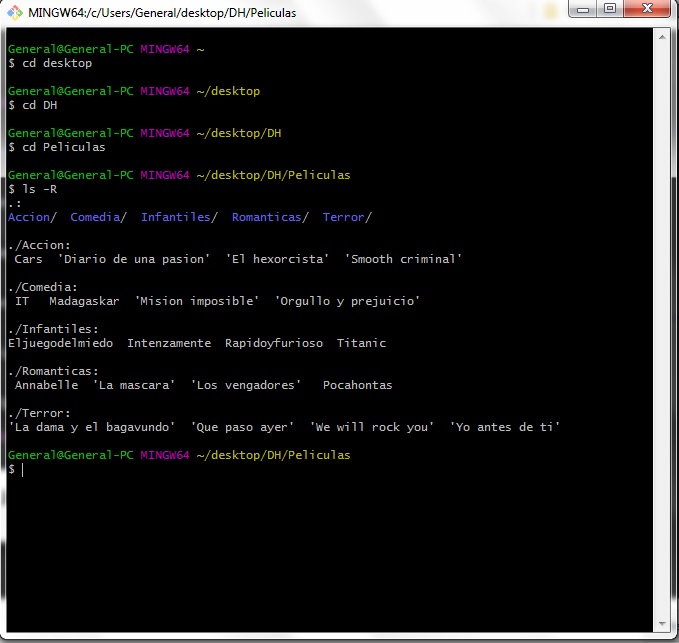 MINGW64:/c/Users/General/desktop/DH/Peliculas
General@General-PC MINGW64 ~
$ cd desktop
General@General-PC MINGW64 ~/desktop
$ cd DH
General@General-PC MINGW64 ~/desktop/DH
$ cd Peliculas
General@General-PC MINGW64 ~/desktop/DH/Peliculas
$ ls -R
.:
Accion/  Comedia/  Infantiles/  Romanticas/  Terror/
./Accion:
 Cars  'Diario de una pasion'  'El hexorcista'  'Smooth criminal'
./Comedia:
 IT   Madagaskar  'Mision imposible'  'Orgullo y prejuicio'
./Infantiles:
Eljuegodelmiedo  Intenzamente  Rapidoyfurioso  Titanic
./Romanticas:
 Annabelle  'La mascara'  'Los vengadores'   Pocahontas
./Terror:
'La dama y el bagavundo'  'Que paso ayer'  'We will rock you'  'Yo antes de ti'
General@General-PC MINGW64 ~/desktop/DH/Peliculas
$